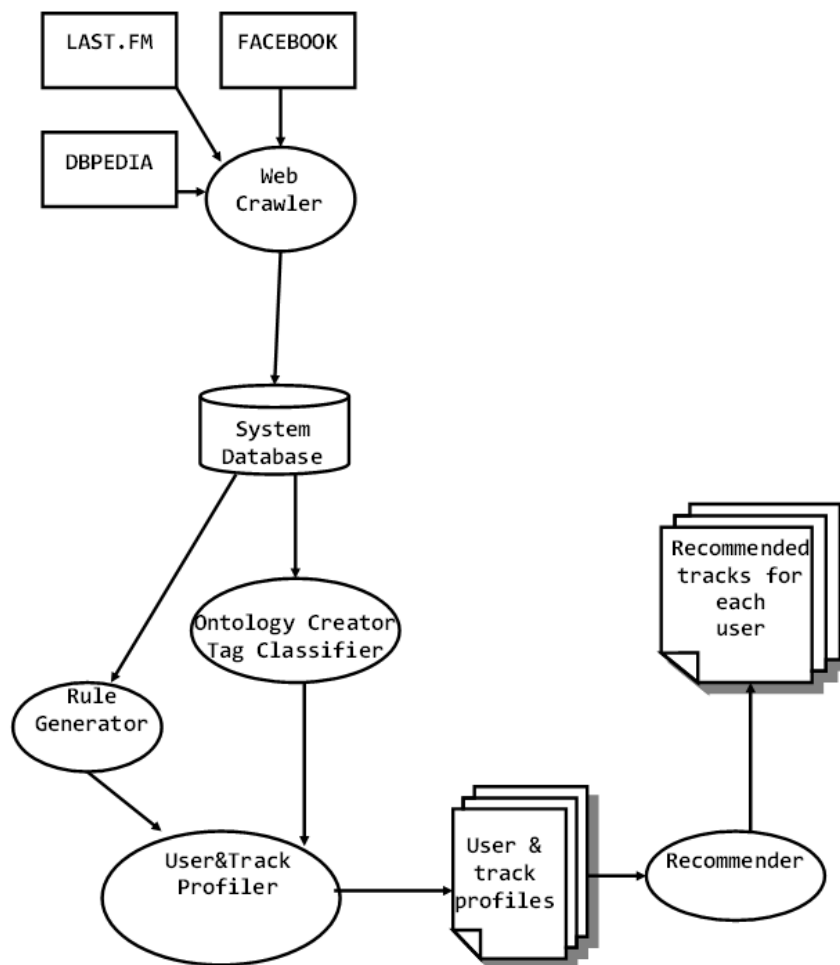 LAST.FM
FACEBOOK
DBPEDIA
Web
Crawler
System
Database
Ontology Creator
Tag Classifier
Rule
Generator
User&Track
Profiler
User &
track
profiles
Recommender
Recommended
tracks for
each
user